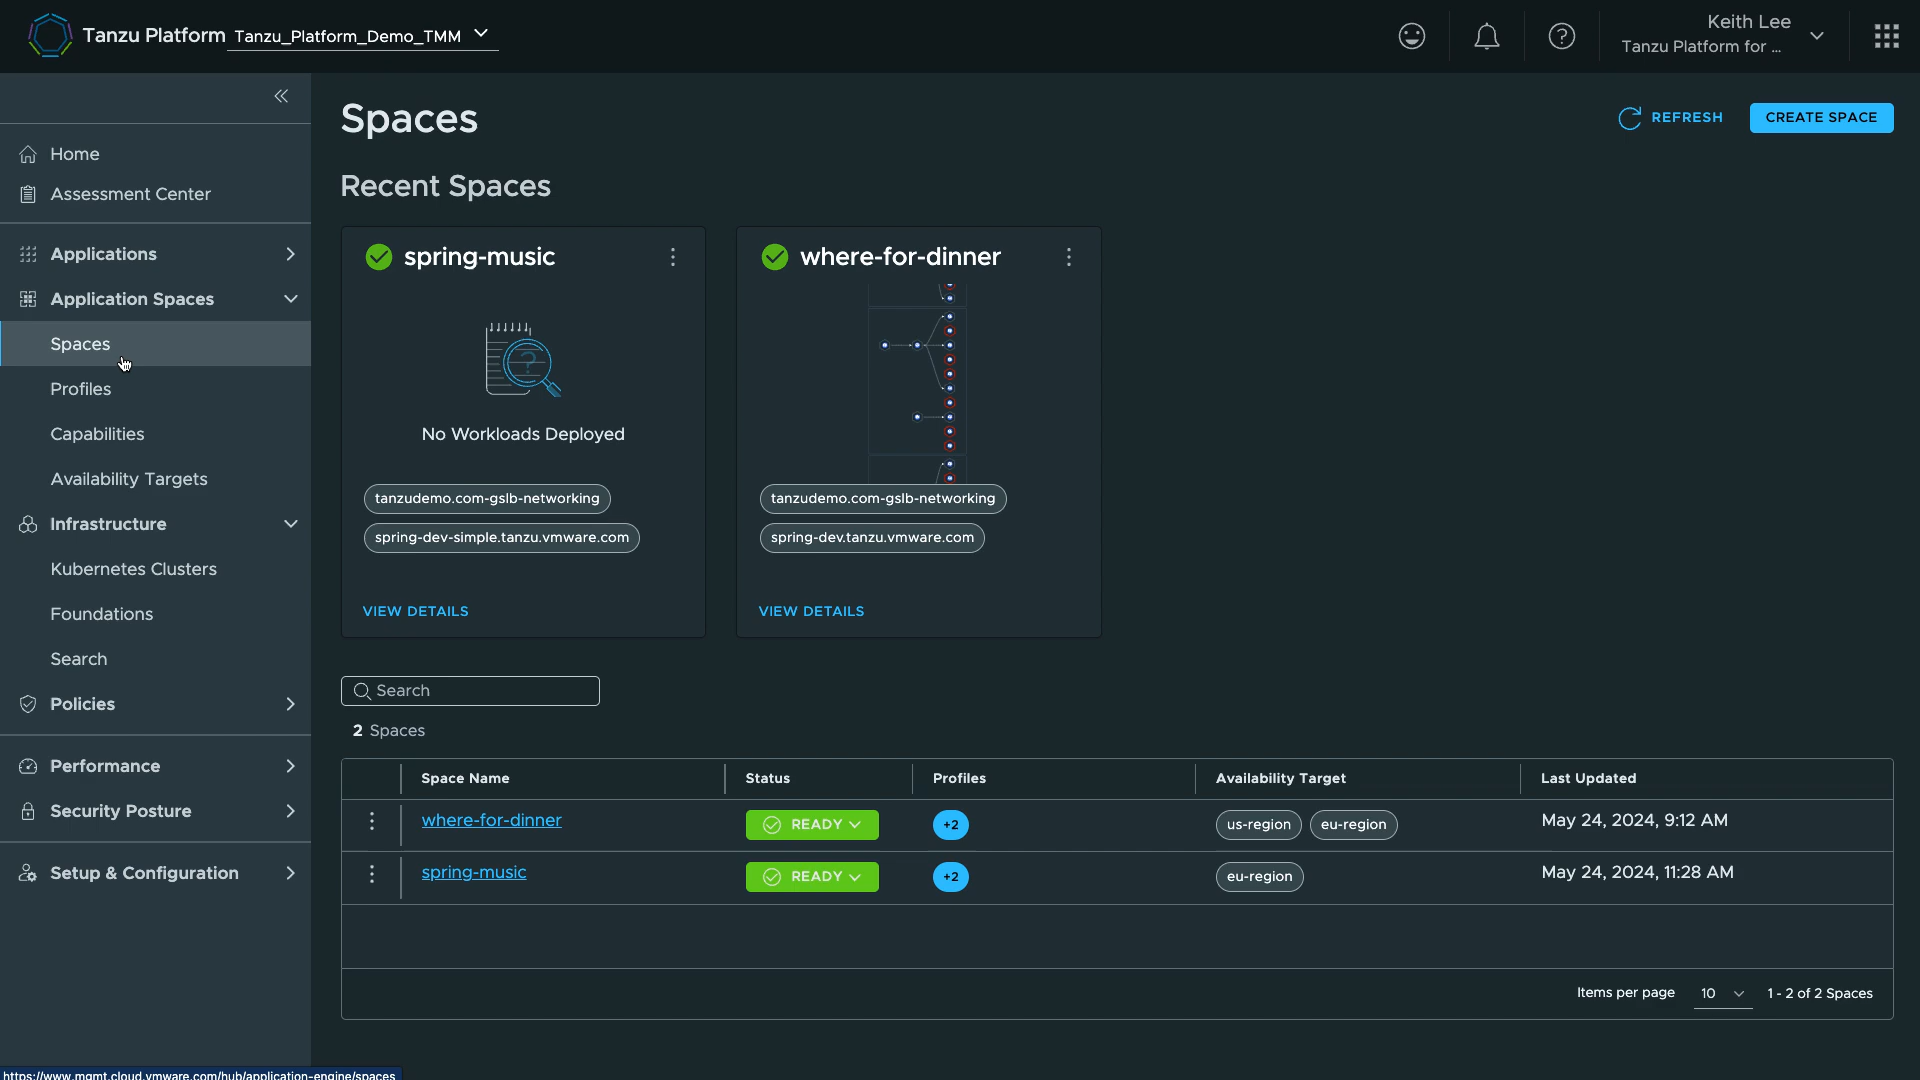 Tanzu Platform Tanzu_Platform_Demo_TMM
Keith Lee
Tanzu Platform for ...
Home
Assessment Center
Applications
Application Spaces
Spaces
Profiles
Capabilities
Availability Targets
Infrastructure
Kubernetes Clusters
Foundations
Search
Policies
Performance
Security Posture
Setup & Configuration
Spaces
REFRESH
CREATE SPACE
Recent Spaces
spring-music
No Workloads Deployed
tanzudemo.com-gslb-networking
spring-dev-simple.tanzu.vmware.com
VIEW DETAILS
where-for-dinner
tanzudemo.com-gslb-networking
spring-dev.tanzu.vmware.com
VIEW DETAILS
Search
2 Spaces
Space Name Status Profiles Availability Target Last Updated
where-for-dinner READY +2 us-region eu-region May 24, 2024, 9:12 AM
spring-music READY +2 eu-region May 24, 2024, 11:28 AM
Items per page 10 1 - 2 of 2 Spaces
https://www.mgmt.cloud.vmware.com/hub/application-engine/spaces